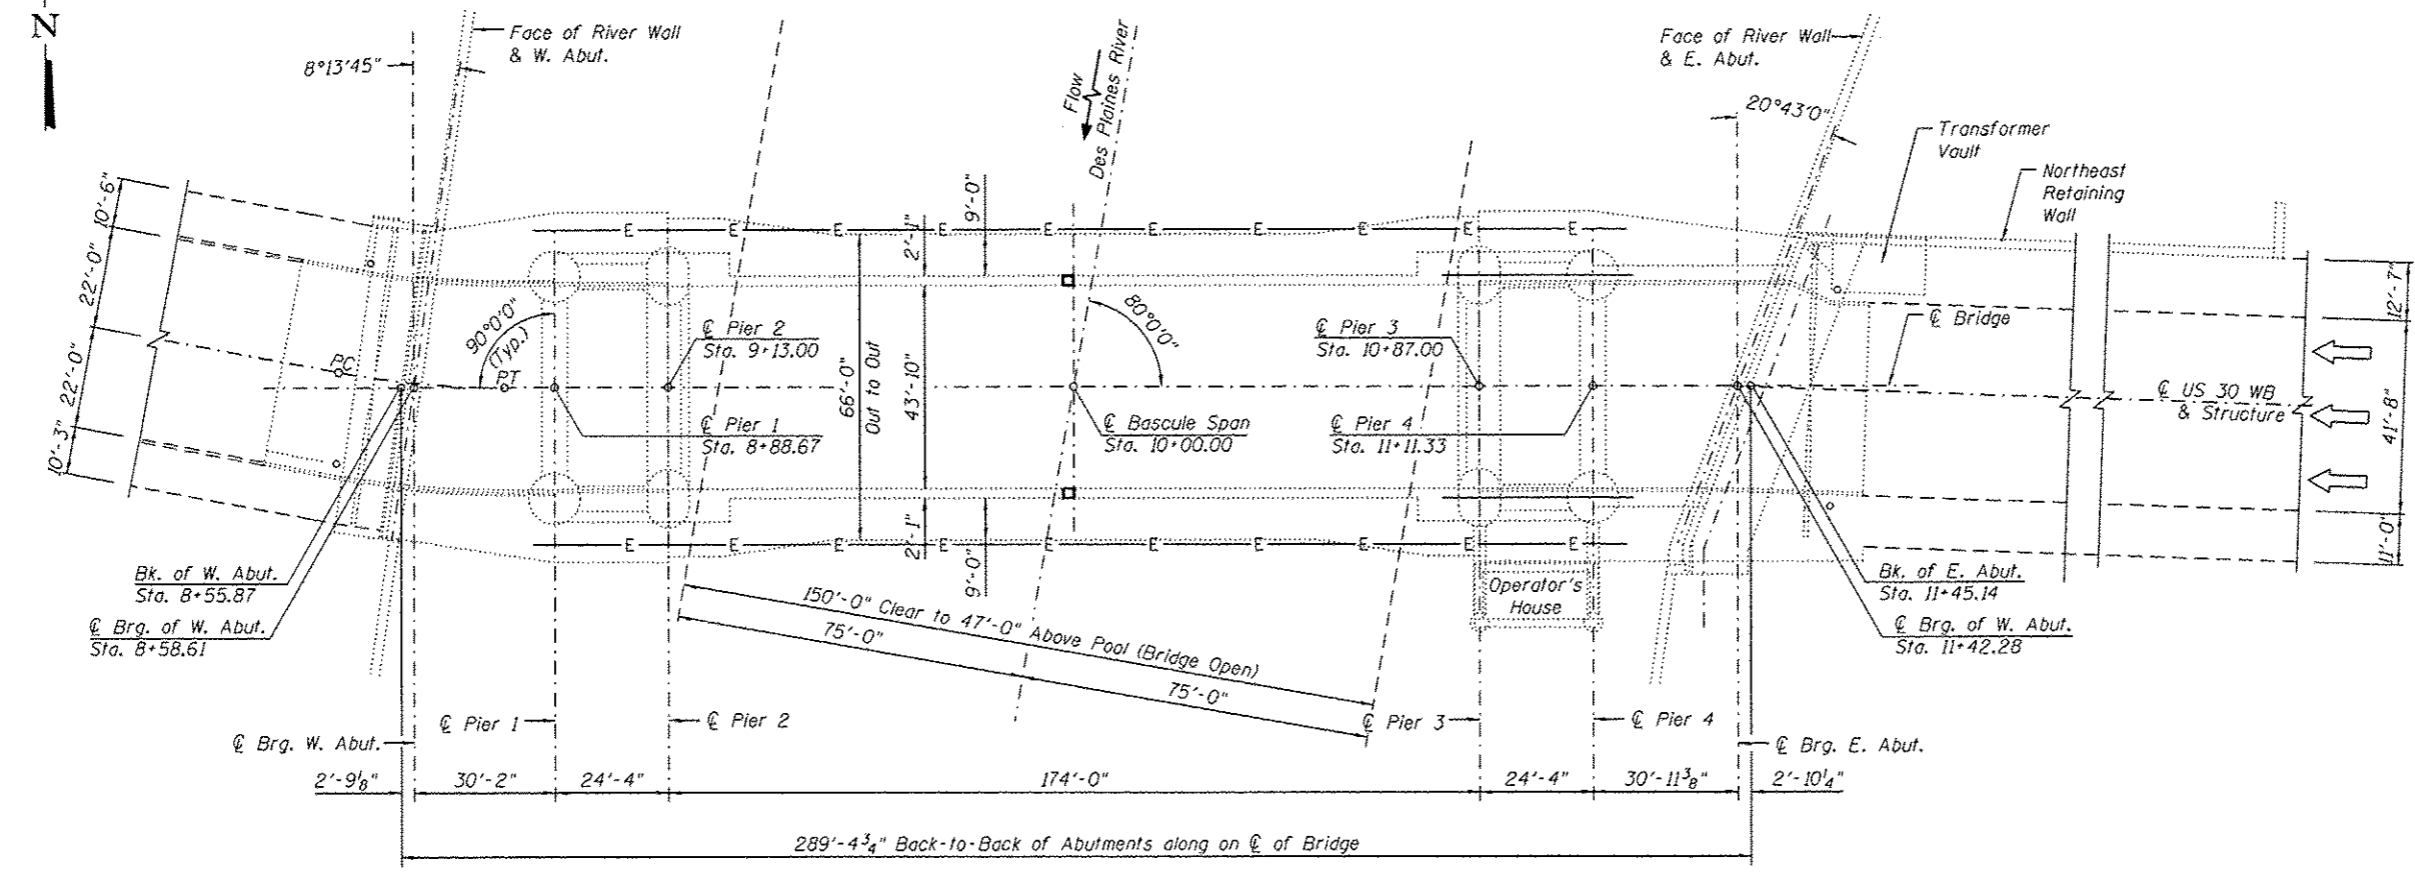 N
8°13'45"
Face of River Wall
& W. Abut.
Flow
Des Plaines River
Face of River Wall
& E. Abut.
20°43'0"
Transformer
Vault
Northeast
Retaining
Wall
10'-6"
22'-0"
22'-0"
10'-3"
PC
PT
90°0'0"
(Typ.)
E E E E E E E E E E
℄ Pier 2
Sta. 9+13.00
℄ Pier 1
Sta. 8+88.67
66'-0"
Out to Out
2'-1"
9'-0"
43'-10"
2'-1"
9'-0"
80°0'0"
℄ Bascule Span
Sta. 10+00.00
℄ Pier 3
Sta. 10+87.00
℄ Pier 4
Sta. 11+11.33
℄ Bridge
℄ US 30 WB
& Structure
12'-7"
41'-8"
11'-0"
E E E E E E E E E E
Bk. of W. Abut.
Sta. 8+55.87
℄ Brg. of W. Abut.
Sta. 8+58.61
150'-0" Clear to 47'-0" Above Pool (Bridge Open)
75'-0"
75'-0"
Operator's
House
Bk. of E. Abut.
Sta. 11+45.14
℄ Brg. of W. Abut.
Sta. 11+42.28
℄ Pier 1
℄ Pier 2
℄ Pier 3
℄ Pier 4
℄ Brg. W. Abut.
℄ Brg. E. Abut.
2'-9⅛"
30'-2"
24'-4"
174'-0"
24'-4"
30'-11⅜"
2'-10¼"
289'-4¾" Back-to-Back of Abutments along on ℄ of Bridge